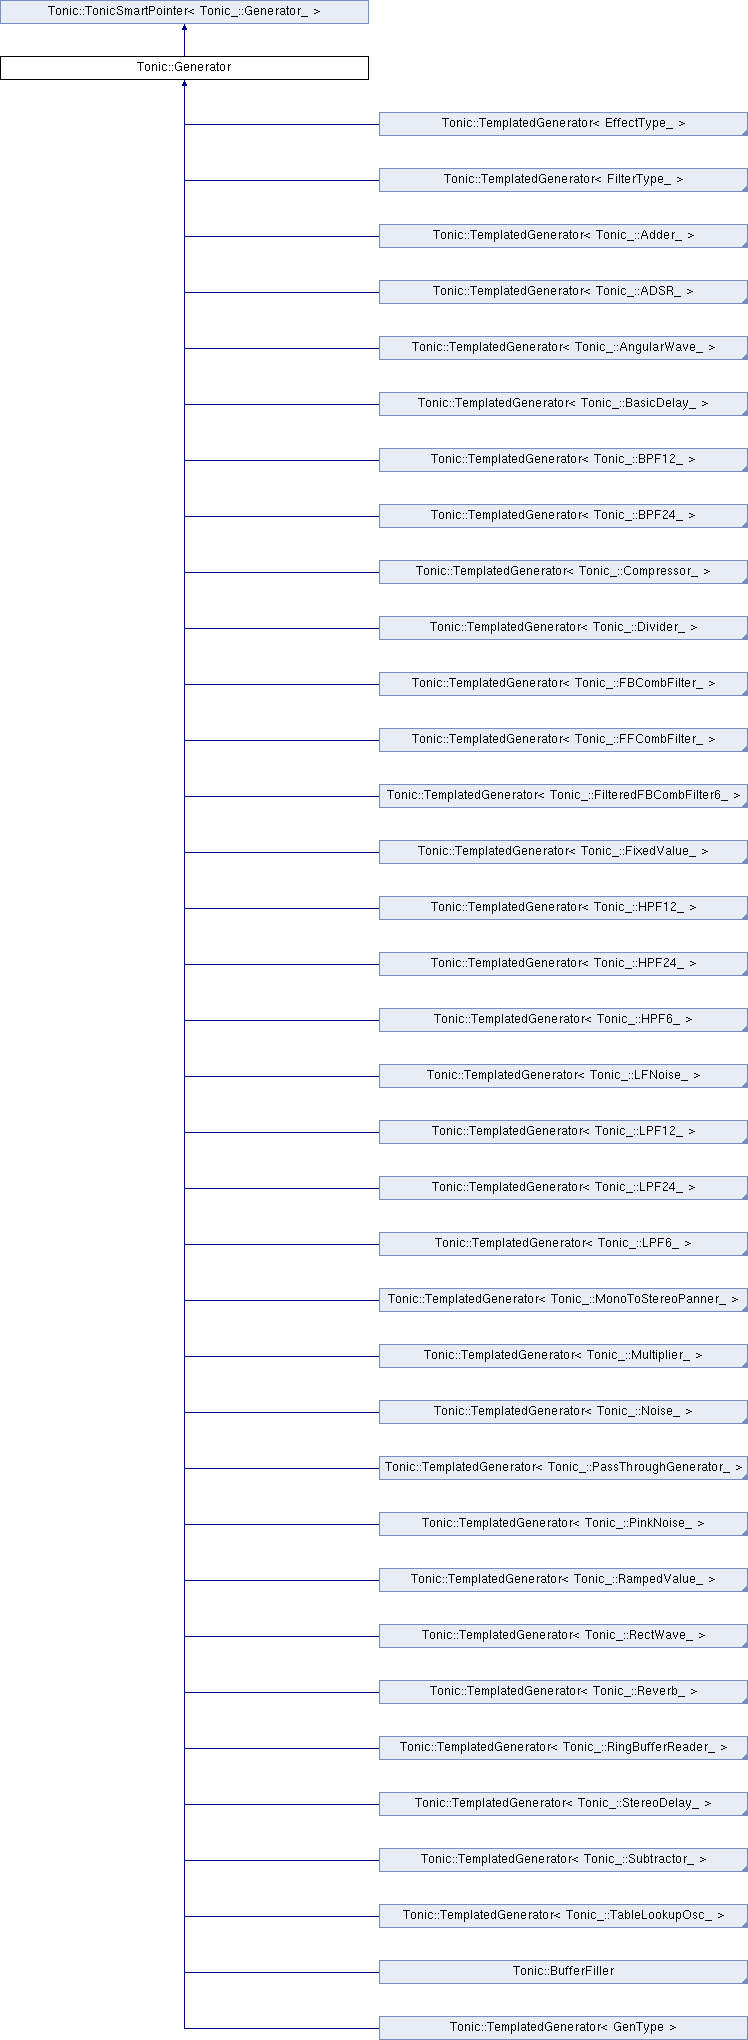 Tonic::TonicSmartPointer< Tonic_::Generator_ >
Tonic::Generator
Tonic::TemplatedGenerator< EffectType_ >
Tonic::TemplatedGenerator< FilterType_ >
Tonic::TemplatedGenerator< Tonic_::Adder_ >
Tonic::TemplatedGenerator< Tonic_::ADSR_ >
Tonic::TemplatedGenerator< Tonic_::AngularWave_ >
Tonic::TemplatedGenerator< Tonic_::BasicDelay_ >
Tonic::TemplatedGenerator< Tonic_::BPF12_ >
Tonic::TemplatedGenerator< Tonic_::BPF24_ >
Tonic::TemplatedGenerator< Tonic_::Compressor_ >
Tonic::TemplatedGenerator< Tonic_::Divider_ >
Tonic::TemplatedGenerator< Tonic_::FBCombFilter_ >
Tonic::TemplatedGenerator< Tonic_::FFCombFilter_ >
Tonic::TemplatedGenerator< Tonic_::FilteredFBCombFilter6_ >
Tonic::TemplatedGenerator< Tonic_::FixedValue_ >
Tonic::TemplatedGenerator< Tonic_::HPF12_ >
Tonic::TemplatedGenerator< Tonic_::HPF24_ >
Tonic::TemplatedGenerator< Tonic_::HPF6_ >
Tonic::TemplatedGenerator< Tonic_::LFNoise_ >
Tonic::TemplatedGenerator< Tonic_::LPF12_ >
Tonic::TemplatedGenerator< Tonic_::LPF24_ >
Tonic::TemplatedGenerator< Tonic_::LPF6_ >
Tonic::TemplatedGenerator< Tonic_::MonoToStereoPanner_ >
Tonic::TemplatedGenerator< Tonic_::Multiplier_ >
Tonic::TemplatedGenerator< Tonic_::Noise_ >
Tonic::TemplatedGenerator< Tonic_::PassThroughGenerator_ >
Tonic::TemplatedGenerator< Tonic_::PinkNoise_ >
Tonic::TemplatedGenerator< Tonic_::RampedValue_ >
Tonic::TemplatedGenerator< Tonic_::RectWave_ >
Tonic::TemplatedGenerator< Tonic_::Reverb_ >
Tonic::TemplatedGenerator< Tonic_::RingBufferReader_ >
Tonic::TemplatedGenerator< Tonic_::StereoDelay_ >
Tonic::TemplatedGenerator< Tonic_::Subtractor_ >
Tonic::TemplatedGenerator< Tonic_::TableLookupOsc_ >
Tonic::BufferFiller
Tonic::TemplatedGenerator< GenType >